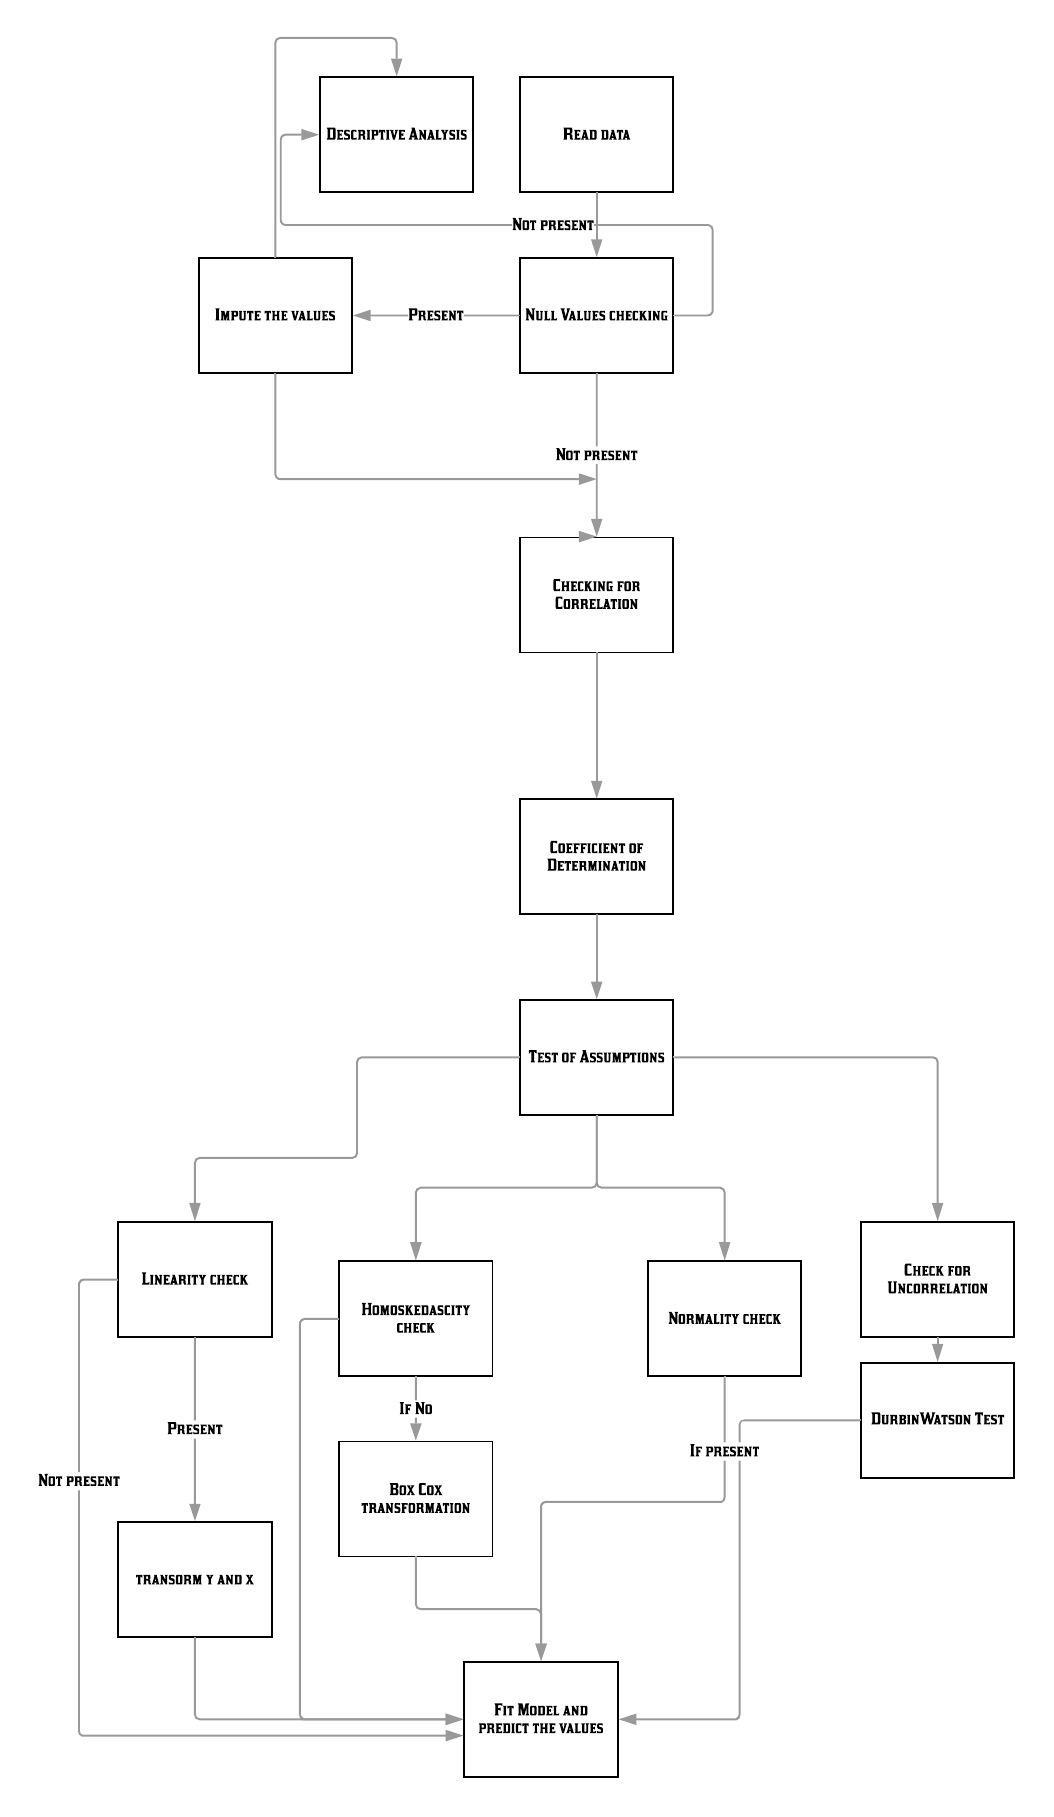 Descriptive Analysis
Read data
Not present
Impute the values
Present
Null Values checking
Not present
Checking for
Correlation
Coefficient of
Determination
Test of Assumptions
Linearity check
Homoskedascity
check
Normality check
Check for
Uncorrelation
If No
Present
If present
DurbinWatson Test
Not present
Box Cox
transformation
transorm y and x
Fit Model and
predict the values